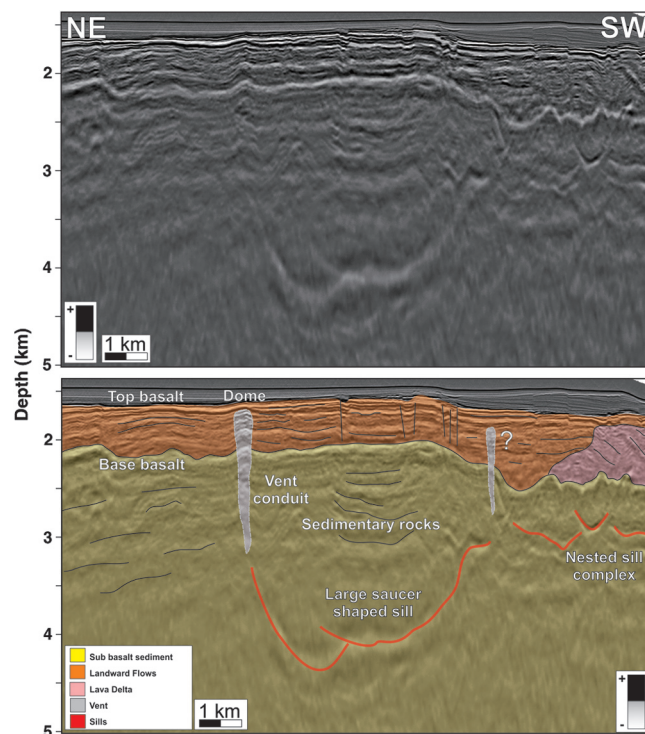 NE
SW
2
3
4
5
Depth (km)
+
-
1 km
Top basalt
Dome
2
?
Base basalt
Vent
conduit
Sedimentary rocks
3
Nested sill
complex
Large saucer
shaped sill
4
Sub basalt sediment
Landward Flows
Lava Delta
Vent
Sills
1 km
+
-
5